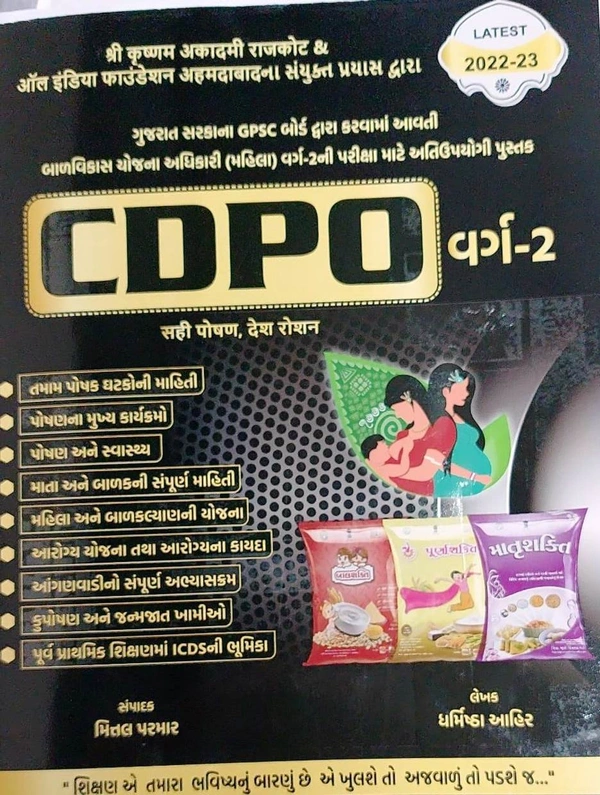 શ્રી કૃષ્ણમ અકાદમી રાજકોટ &
ઑલ ઇંડિયા ફાઉંડેશન અહમદાબાદના સંયુક્ત પ્રયાસ દ્વારા
LATEST
2022-23
ગુજરાત સરકાના GPSC બોર્ડ દ્વારા કરવામાં આવતી
બાળવિકાસ યોજના અધિકારી (મહિલા) વર્ગ-2ની પરીક્ષા માટે અતિઉપયોગી પુસ્તક
CDPO વર્ગ-2
સહી પોષણ, દેશ રોશન
તમામ પોષક ઘટકોની માહિતી
પોષણના મુખ્ય કાર્યક્રમો
પોષણ અને સ્વાસ્થ્ય
માતા અને બાળકની સંપૂર્ણ માહિતી
મહિલા અને બાળકલ્યાણની યોજના
આરોગ્ય યોજના તથા આરોગ્યના કાયદા
આંગણવાડીનો સંપૂર્ણ અભ્યાસક્રમ
કુપોષણ અને જન્મજાત ખામીઓ
પૂર્વ પ્રાથમિક શિક્ષણમાં ICDSની ભૂમિકા
બાલશક્તિ
પૂર્ણાશક્તિ
માતૃશક્તિ
સંપાદક
મિત્તલ પરમાર
લેખક
ધર્મિષ્ઠા આહિર
"શિક્ષણ એ તમારા ભવિષ્યનું બારણું છે એ ખુલશે તો અજવાળું તો પડશે જ..."